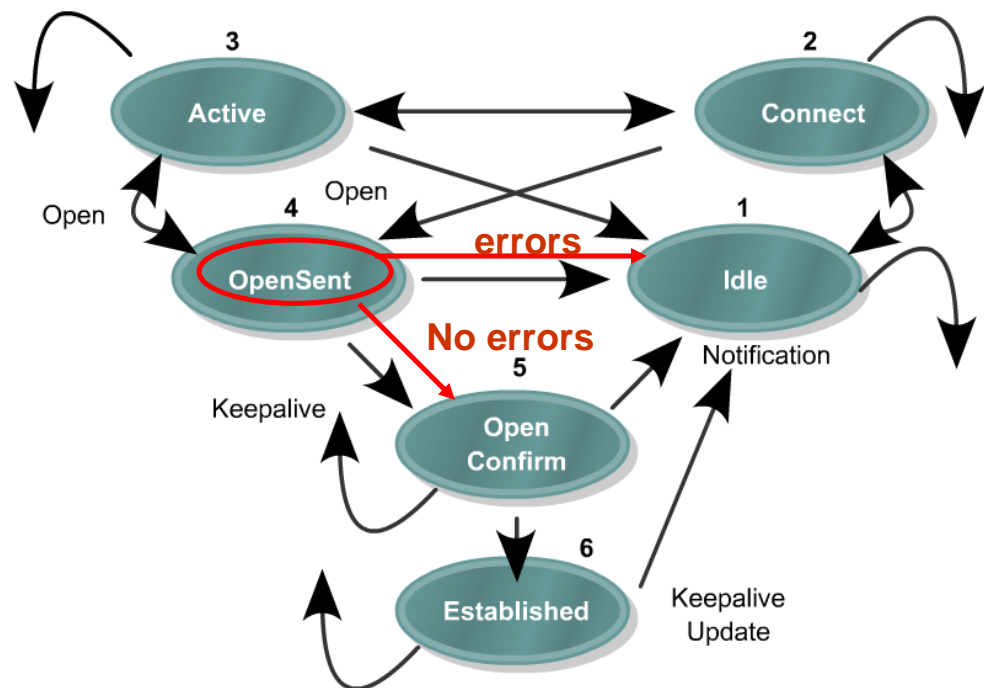 3
2
Active
Connect
Open
Open
4
1
errors
OpenSent
Idle
No errors
Notification
5
Keepalive
Open
Confirm
6
Established
Keepalive
Update